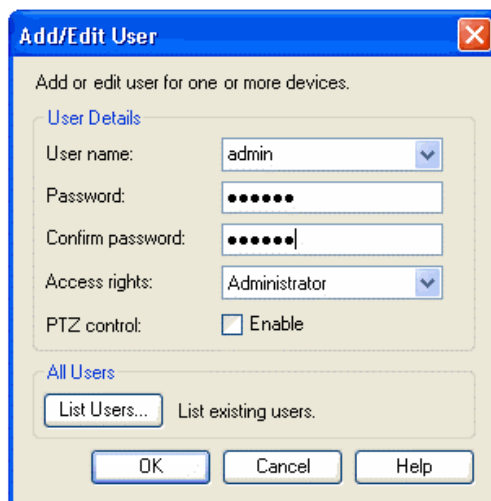 Add/Edit User
Add or edit user for one or more devices.
User Details
User name: admin
Password: ●●●●●●
Confirm password: ●●●●●●
Access rights: Administrator
PTZ control: Enable
All Users
List Users... List existing users.
OK Cancel Help